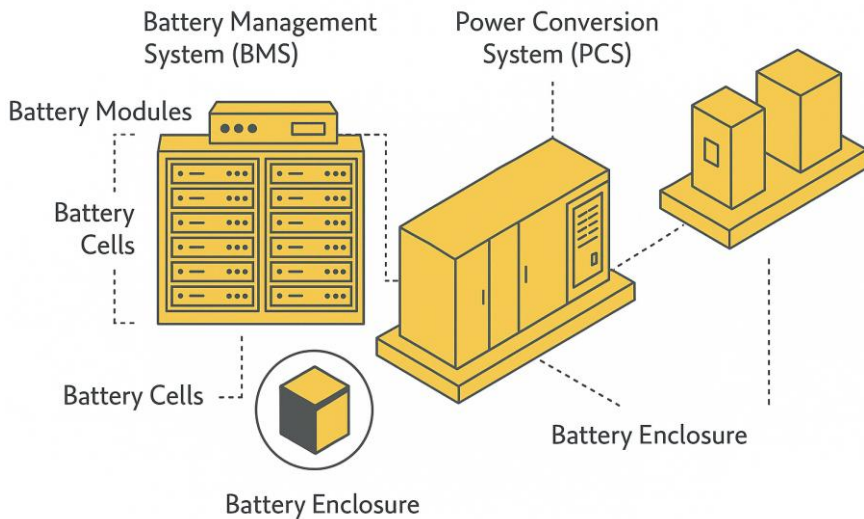 Battery Management
System (BMS)
Power Conversion
System (PCS)
Battery Modules
Battery
Cells
Battery Cells
Battery Enclosure
Battery Enclosure